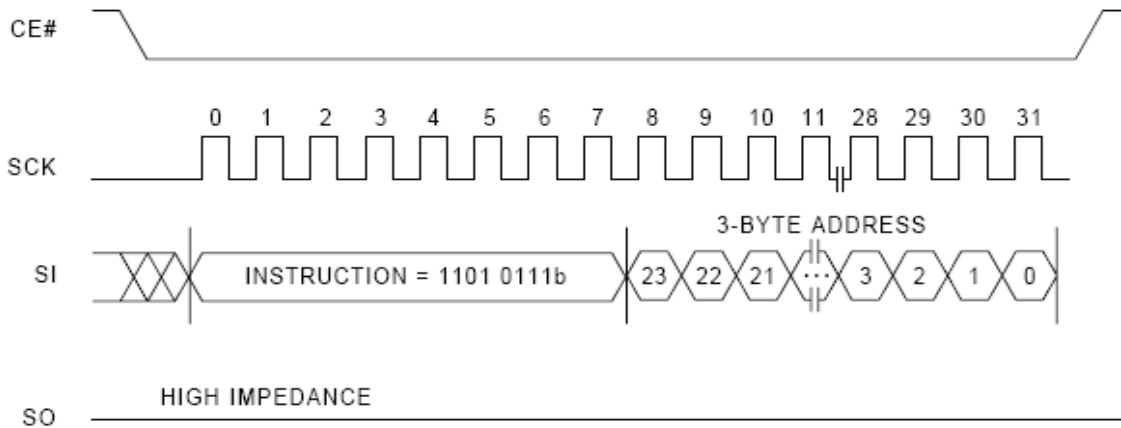 CE#
0 1 2 3 4 5 6 7 8 9 10 11 28 29 30 31
SCK
3-BYTE ADDRESS
SI INSTRUCTION = 1101 0111b 23 22 21 ... 3 2 1 0
HIGH IMPEDANCE
SO